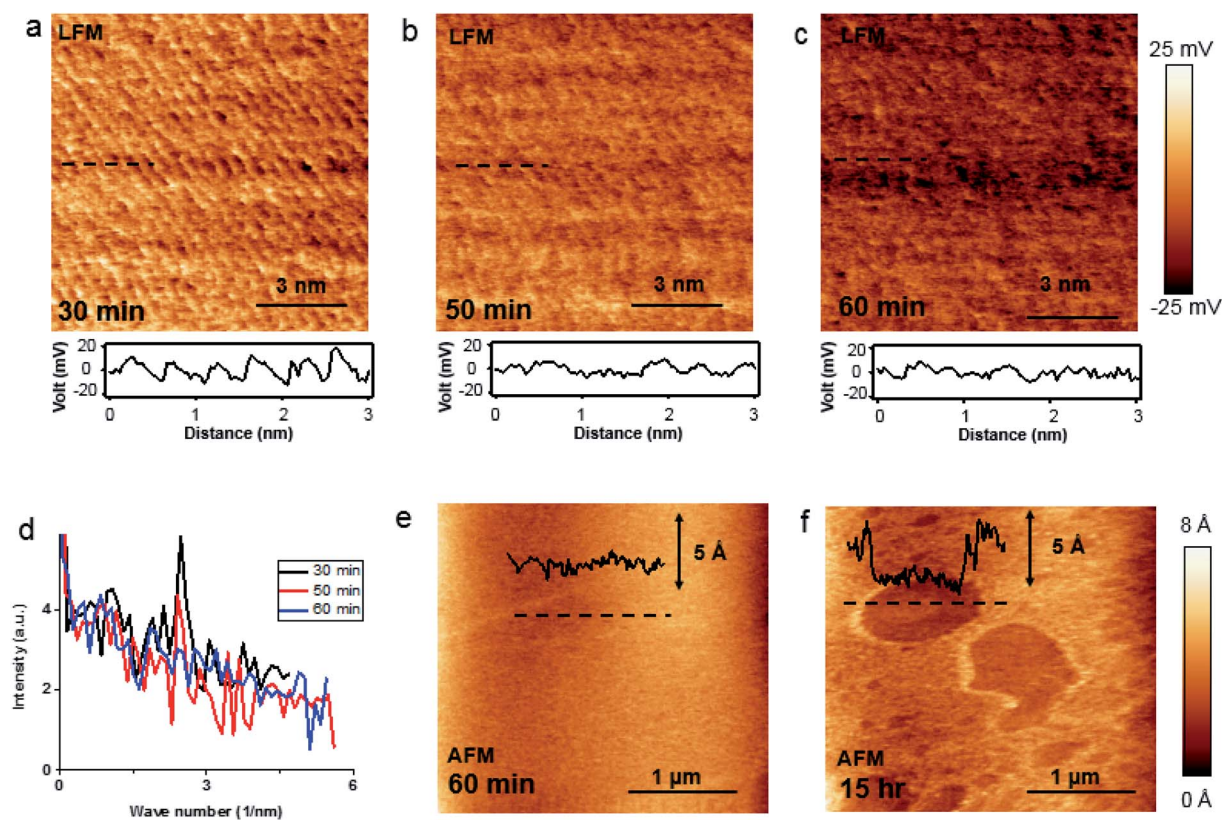 a
LFM
30 min
3 nm
b
LFM
50 min
3 nm
c
LFM
60 min
3 nm
25 mV
-25 mV
20
0
-20
Volt (mV)
0 1 2 3
Distance (nm)
20
0
-20
Volt (mV)
0 1 2 3
Distance (nm)
20
0
-20
Volt (mV)
0 1 2 3
Distance (nm)
d
30 min
50 min
60 min
Intensity (a.u.)
4
2
0
0 3 6
Wave number (1/nm)
e
5 Å
AFM
60 min
1 µm
f
5 Å
AFM
15 hr
1 µm
8 Å
0 Å